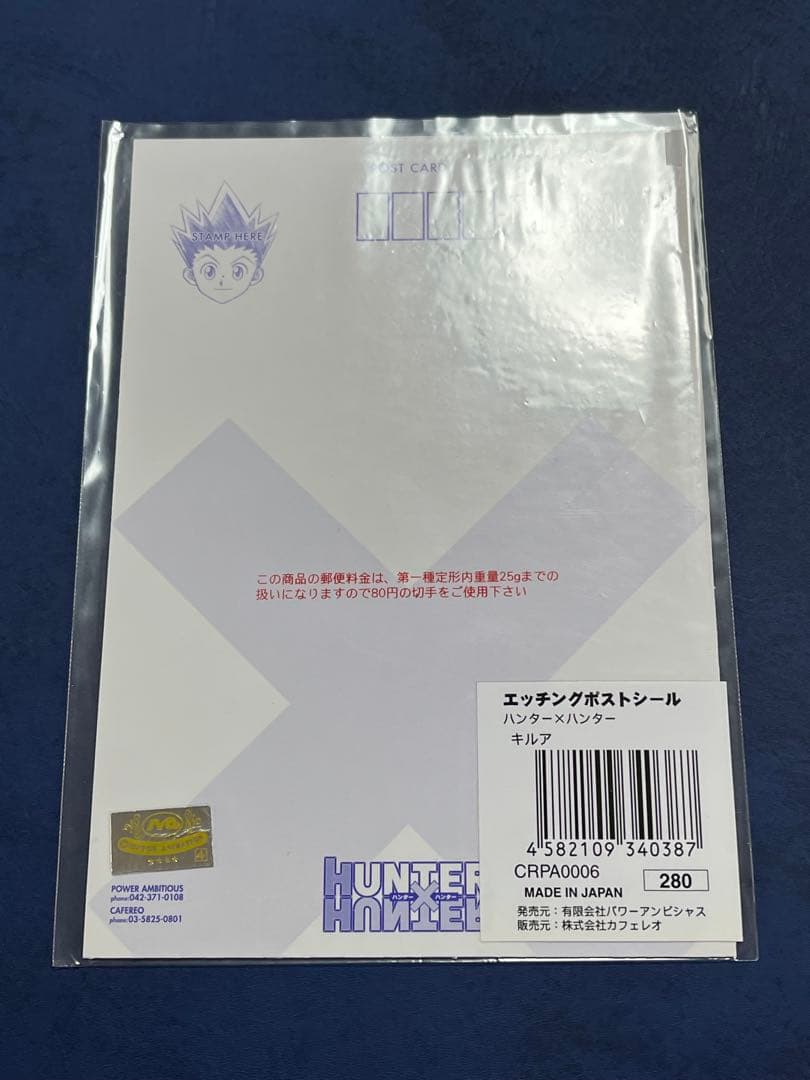 POST CARD
STAMP HERE
この商品の郵便料金は、第一種定形内重量25gまでの
扱いになりますので80円の切手をご使用下さい
エッチングポストシール
ハンター×ハンター
キルア
4 582109 340387
CRPA0006
280
MADE IN JAPAN
発売元：有限会社パワーアンビシャス
販売元：株式会社カフェレオ
POWER AMBITIOUS
phone:042-371-0108
CAFEREO
phone:03-5825-0801
HUNTER
ハンター×ハンター
HUNTER